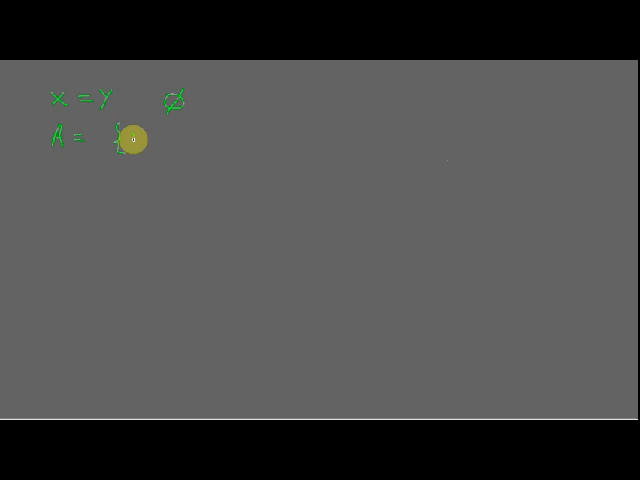 x = y ∅
A = {